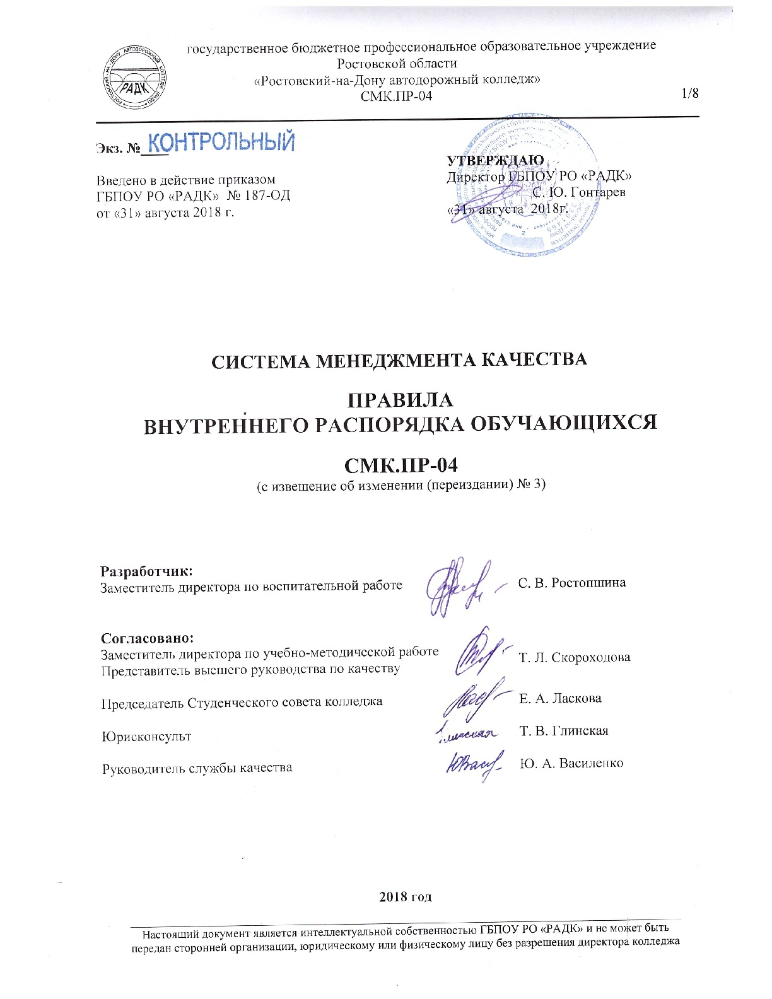 государственное бюджетное профессиональное образовательное учреждение
Ростовской области
«Ростовский-на-Дону автодорожный колледж»
СМК.ПР-04
1/8
РОСТОВСКИЙ-НА-ДОНУ АВТОДОРОЖНЫЙ КОЛЛЕДЖ (РАДК)
РАДК
Экз. № КОНТРОЛЬНЫЙ
Введено в действие приказом
ГБПОУ РО «РАДК» № 187-ОД
от «31» августа 2018 г.
УТВЕРЖДАЮ
Директор ГБПОУ РО «РАДК»
С. Ю. Гонтарев
«31» августа 2018г.
СИСТЕМА МЕНЕДЖМЕНТА КАЧЕСТВА
ПРАВИЛА
ВНУТРЕННЕГО РАСПОРЯДКА ОБУЧАЮЩИХСЯ
СМК.ПР-04
(с извещение об изменении (переиздании) № 3)
Разработчик:
Заместитель директора по воспитательной работе С. В. Ростопшина
Согласовано:
Заместитель директора по учебно-методической работе
Представитель высшего руководства по качеству Т. Л. Скороходова
Председатель Студенческого совета колледжа Е. А. Ласкова
Юрисконсульт Т. В. Глинская
Руководитель службы качества Ю. А. Василенко
2018 год
Настоящий документ является интеллектуальной собственностью ГБПОУ РО «РАДК» и не может быть
передан сторонней организации, юридическому или физическому лицу без разрешения директора колледжа